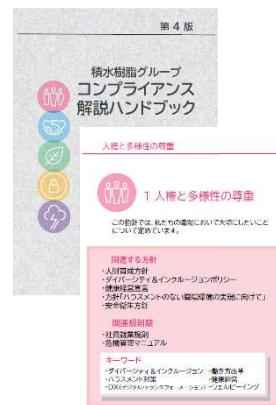 第4版
積水樹脂グループ
コンプライアンス
解説ハンドブック
人権と多様性の尊重
1 人権と多様性の尊重
この指針では、私たちの職場において大切にしたいこと
について定めています。
関連する方針
・人財育成方針
・ダイバーシティ&インクルージョンポリシー
・健康経営宣言
・方針「ハラスメントのない職場環境の実現に向けて」
・安全衛生方針
関連規則類
・社員就業規則
・危機管理マニュアル
キーワード
・ダイバーシティ&インクルージョン ・働き方改革
・ハラスメント対策 ・健康経営
・DX(デジタル・トランスフォーメーション) ・ウェルビーイング